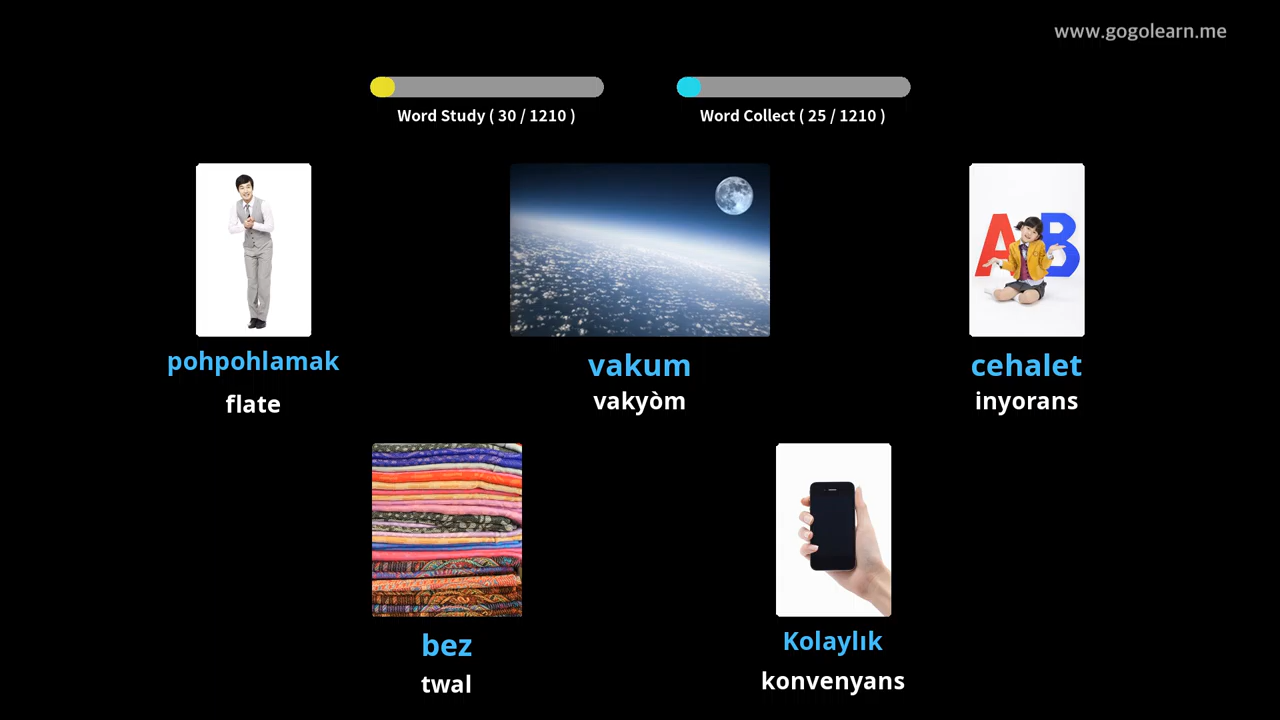 www.gogolearn.me
Word Study ( 30 / 1210 )
Word Collect ( 25 / 1210 )
pohpohlamak
flate
vakum
vakyòm
cehalet
inyorans
bez
twal
Kolaylık
konvenyans